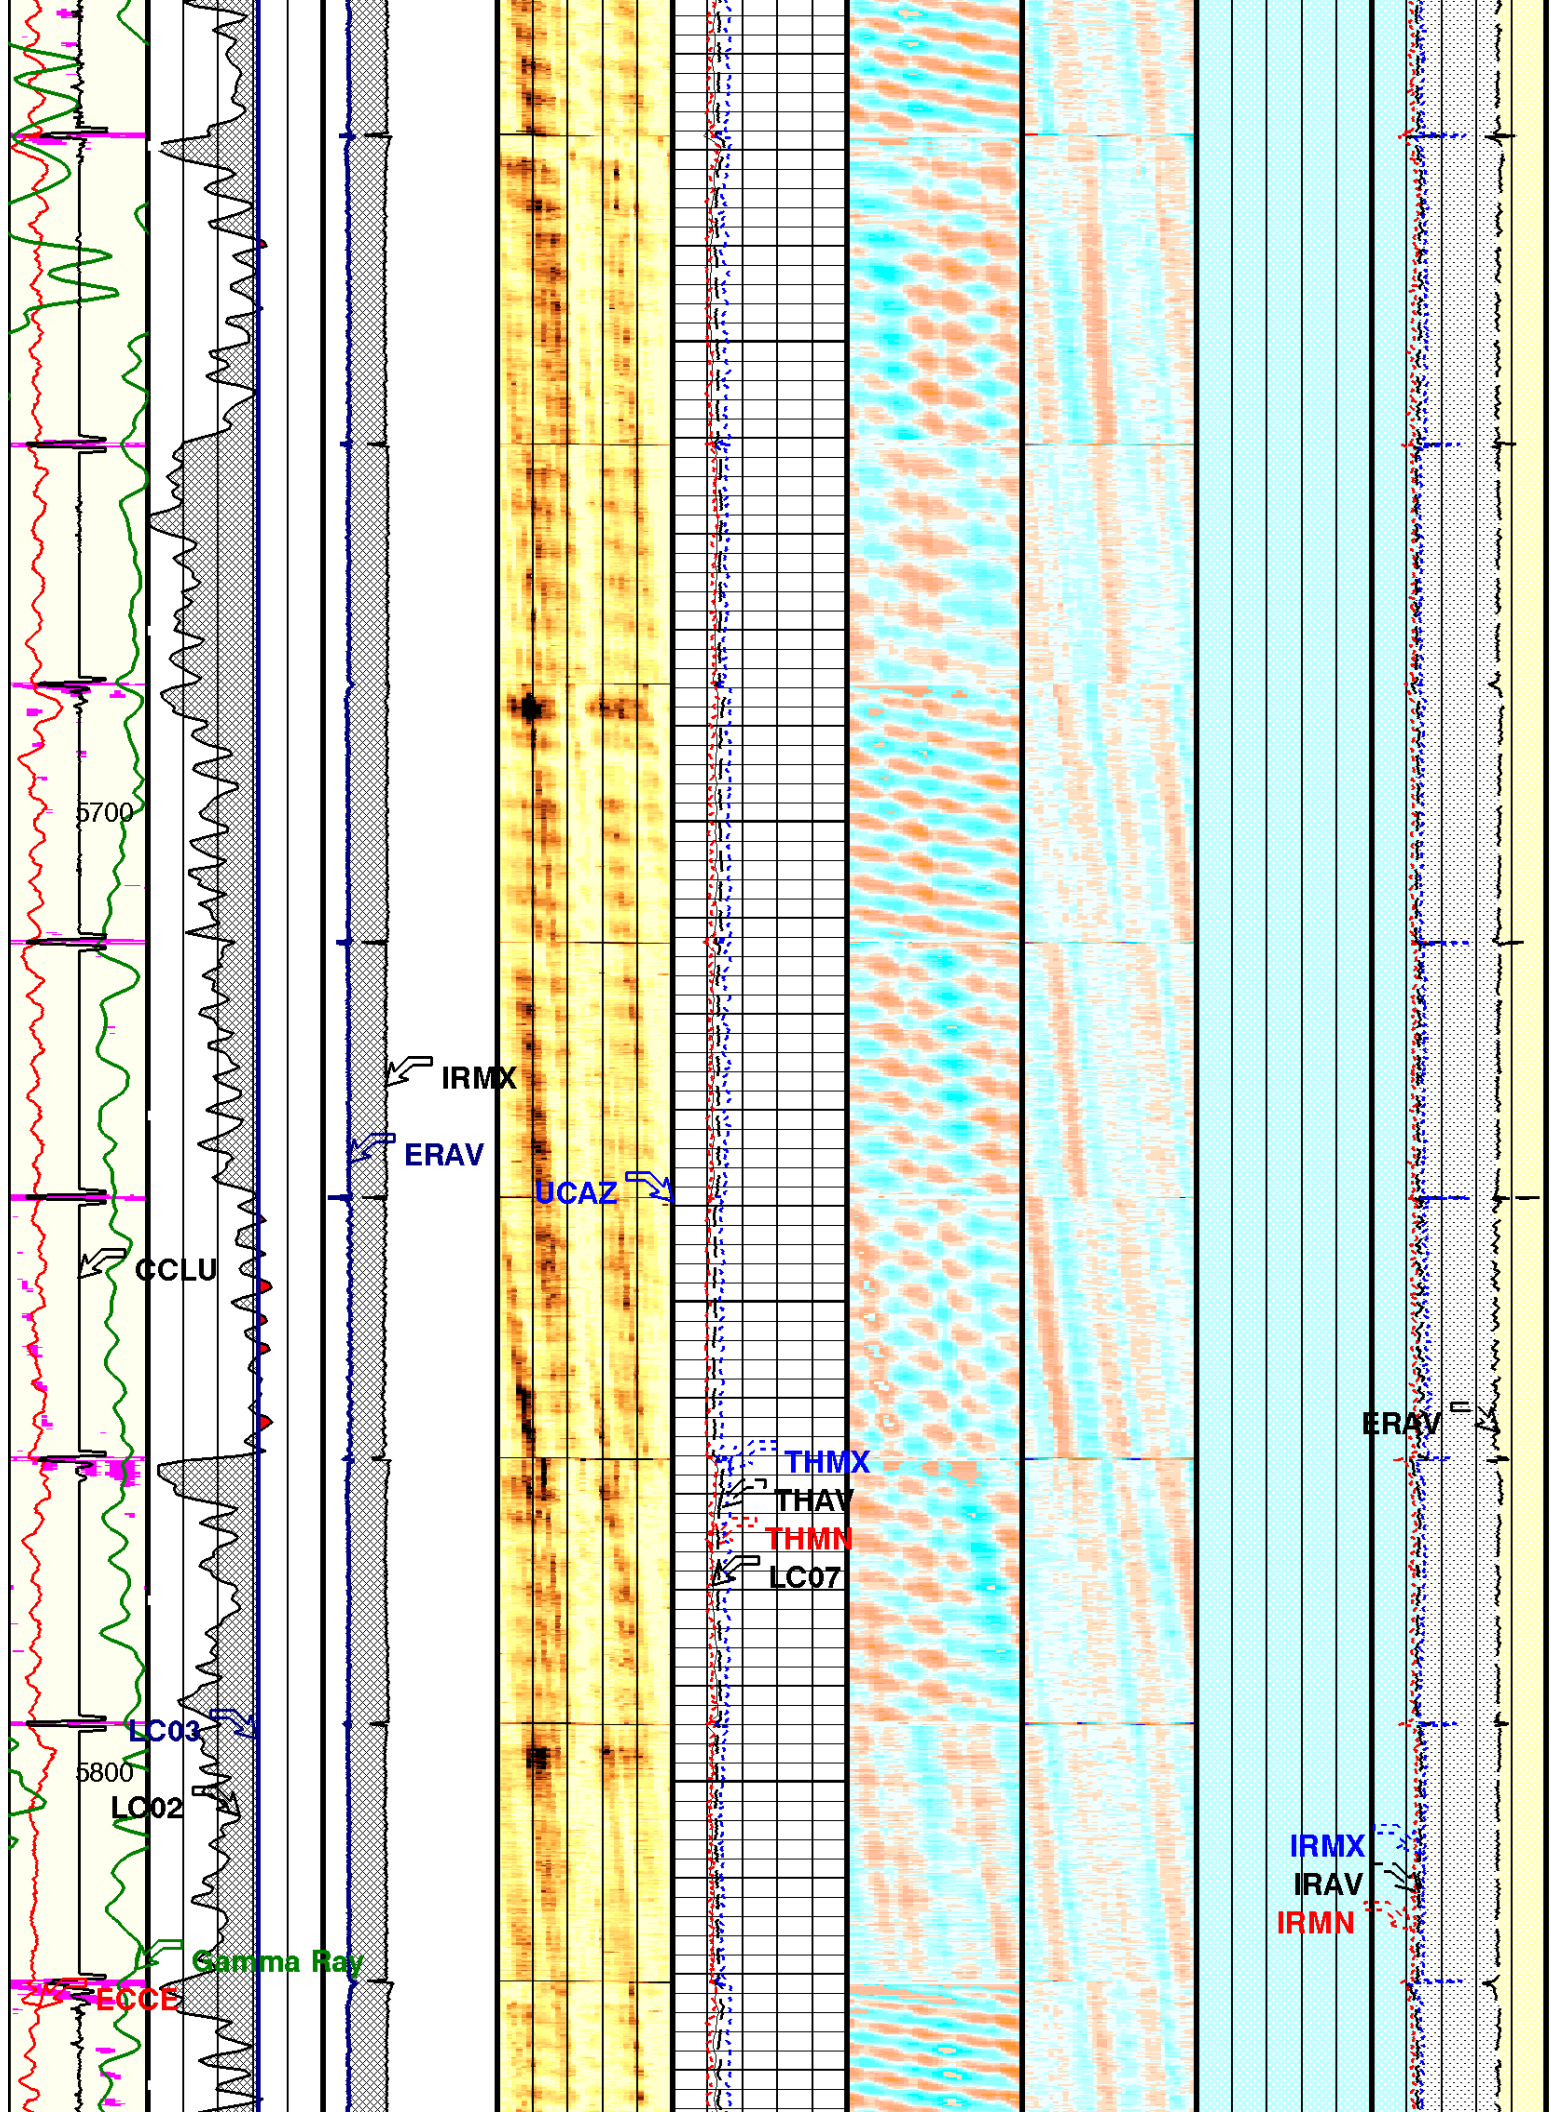 5700
IRMX
ERAV
UCAZ
CCLU
ERAV
THMX
THAV
THMN
LC07
LC03
5800
LC02
IRMX
IRAV
IRMN
Gamma Ray
ECCE